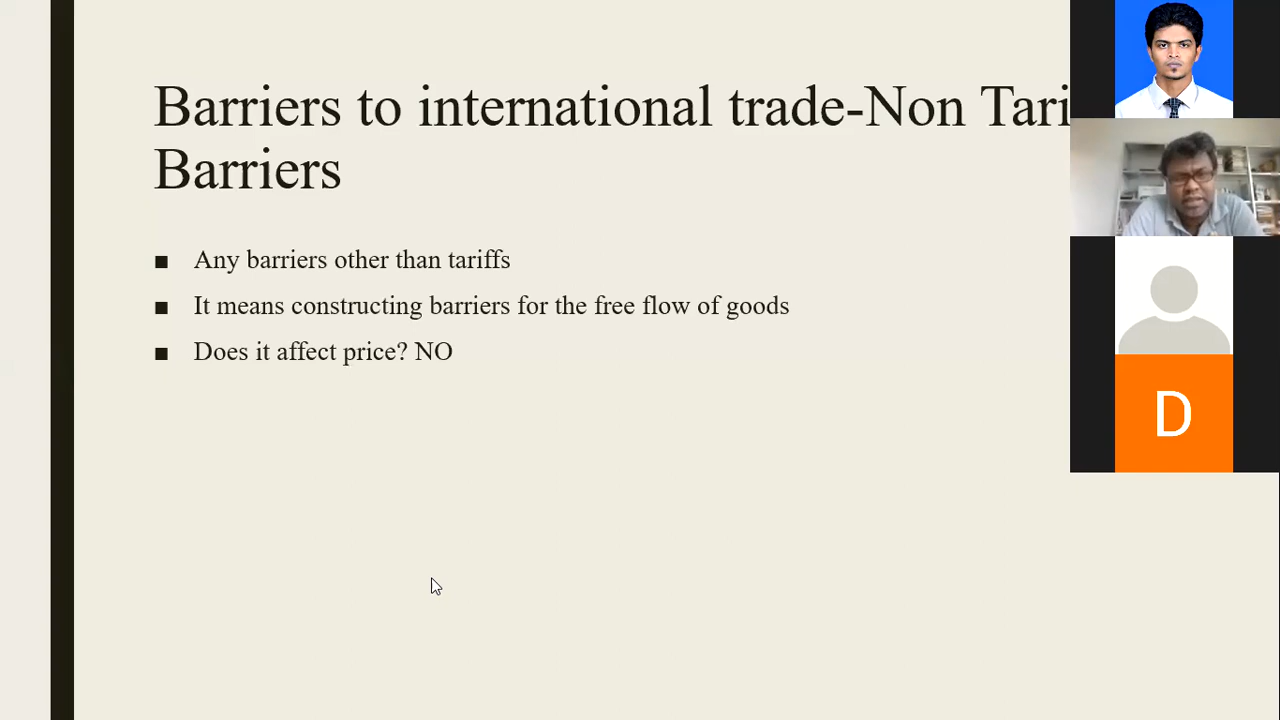 Barriers to international trade-Non Tari
Barriers
Any barriers other than tariffs
It means constructing barriers for the free flow of goods
Does it affect price? NO
D